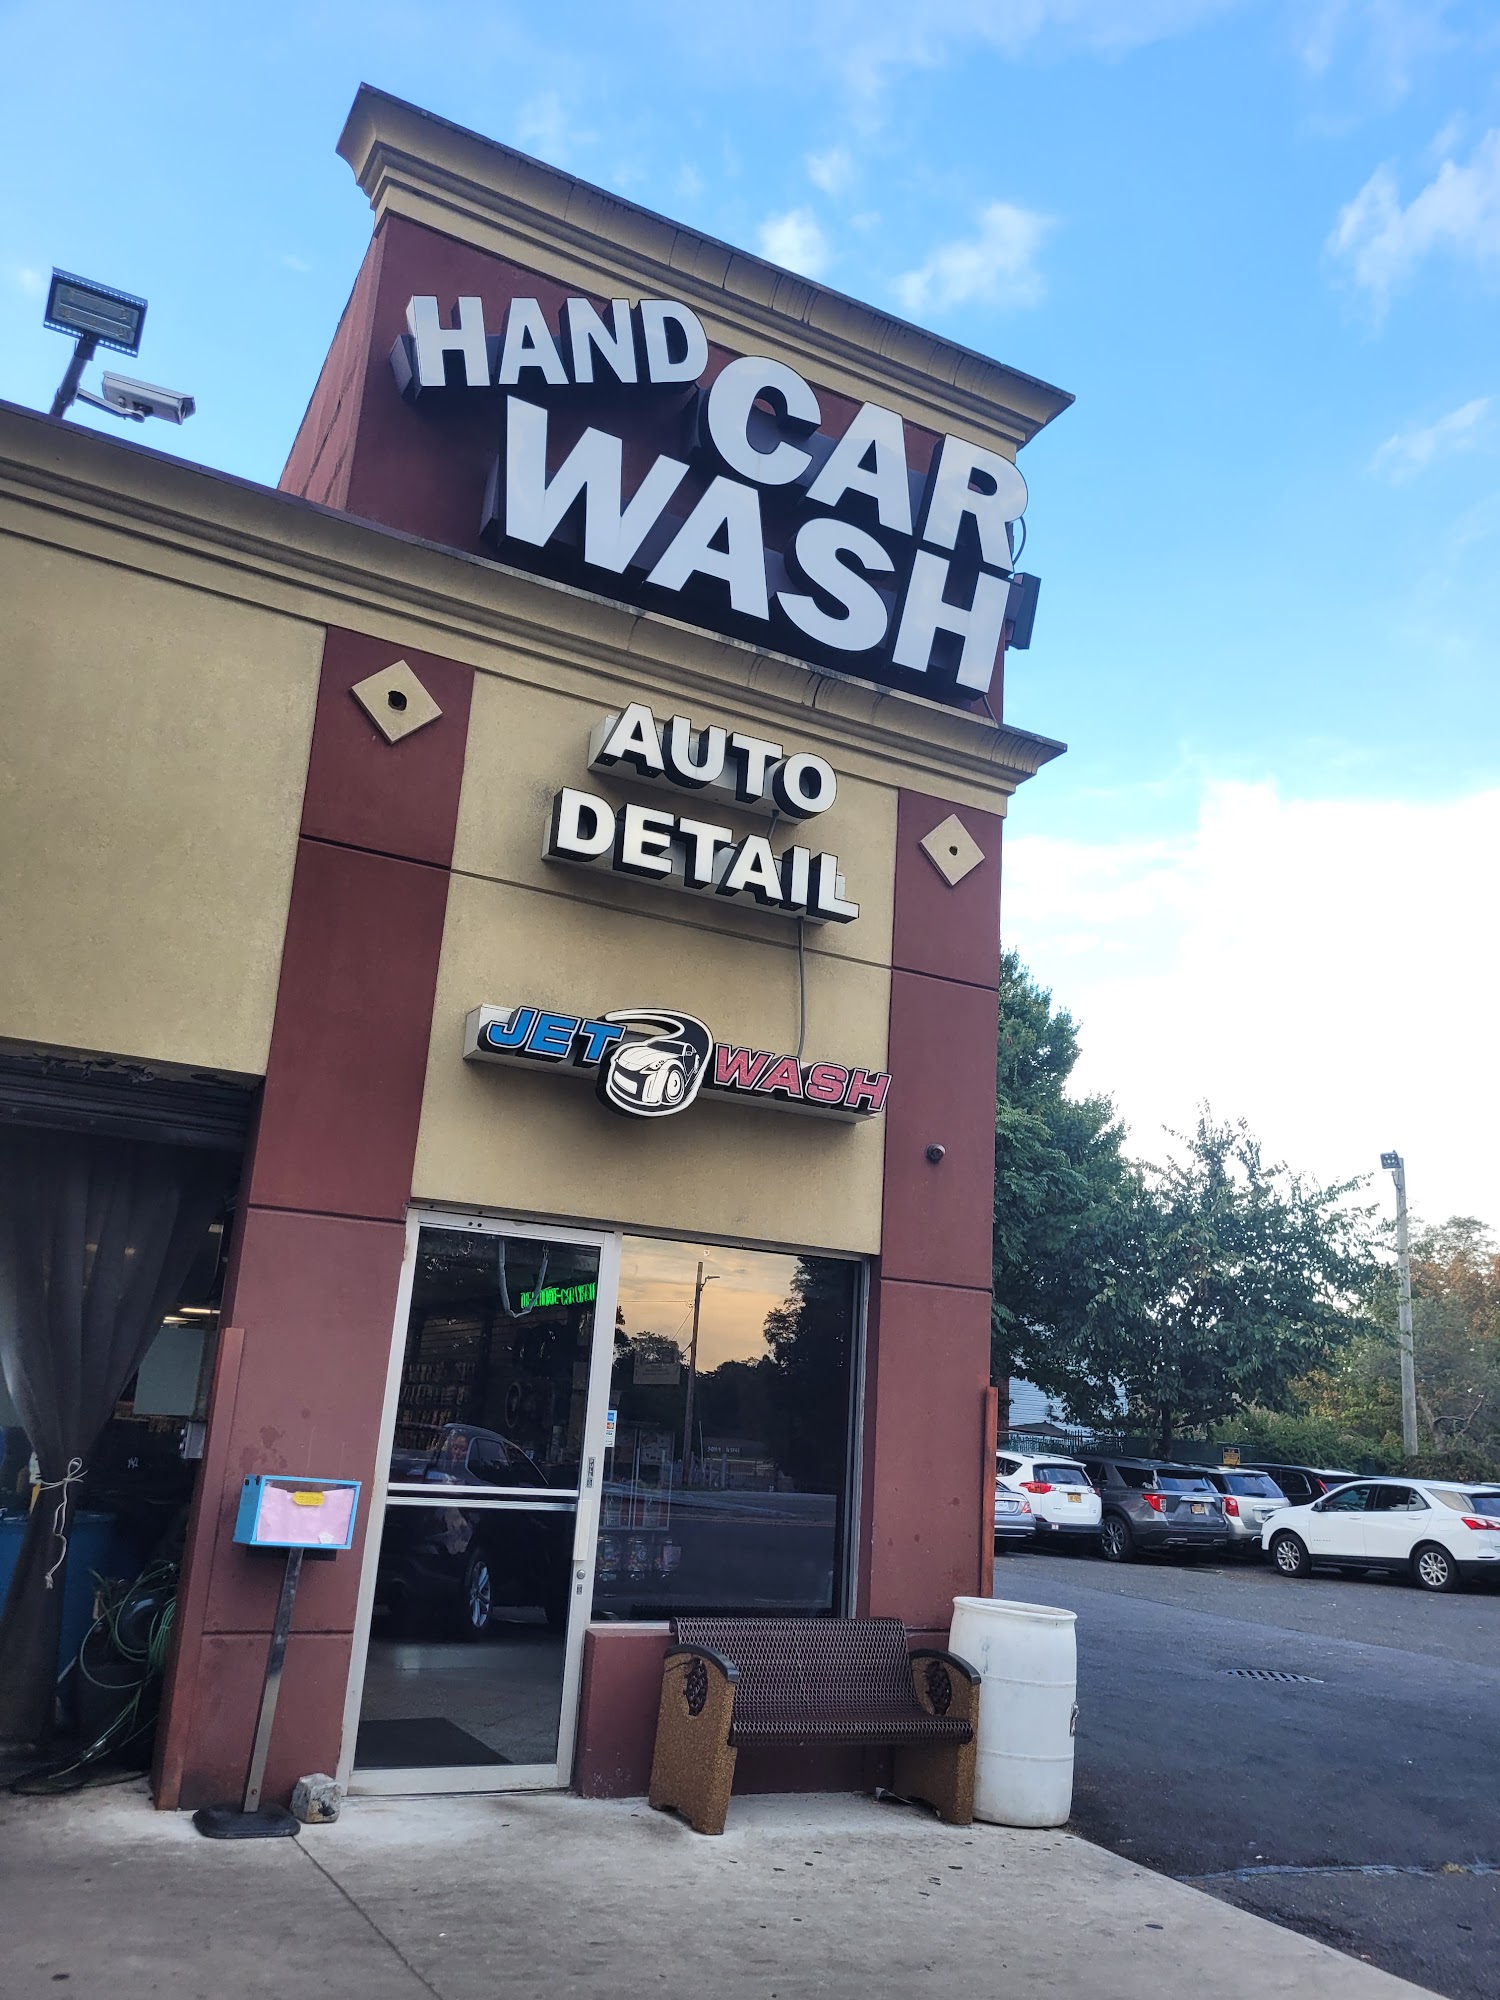 HAND CAR
WASH
AUTO
DETAIL
JET WASH